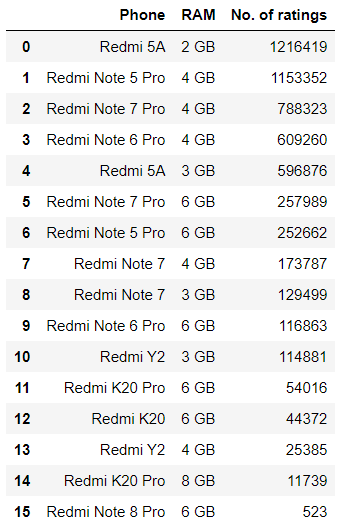 Phone RAM No. of ratings
0 Redmi 5A 2 GB 1216419
1 Redmi Note 5 Pro 4 GB 1153352
2 Redmi Note 7 Pro 4 GB 788323
3 Redmi Note 6 Pro 4 GB 609260
4 Redmi 5A 3 GB 596876
5 Redmi Note 7 Pro 6 GB 257989
6 Redmi Note 5 Pro 6 GB 252662
7 Redmi Note 7 4 GB 173787
8 Redmi Note 7 3 GB 129499
9 Redmi Note 6 Pro 6 GB 116863
10 Redmi Y2 3 GB 114881
11 Redmi K20 Pro 6 GB 54016
12 Redmi K20 6 GB 44372
13 Redmi Y2 4 GB 25385
14 Redmi K20 Pro 8 GB 11739
15 Redmi Note 8 Pro 6 GB 523